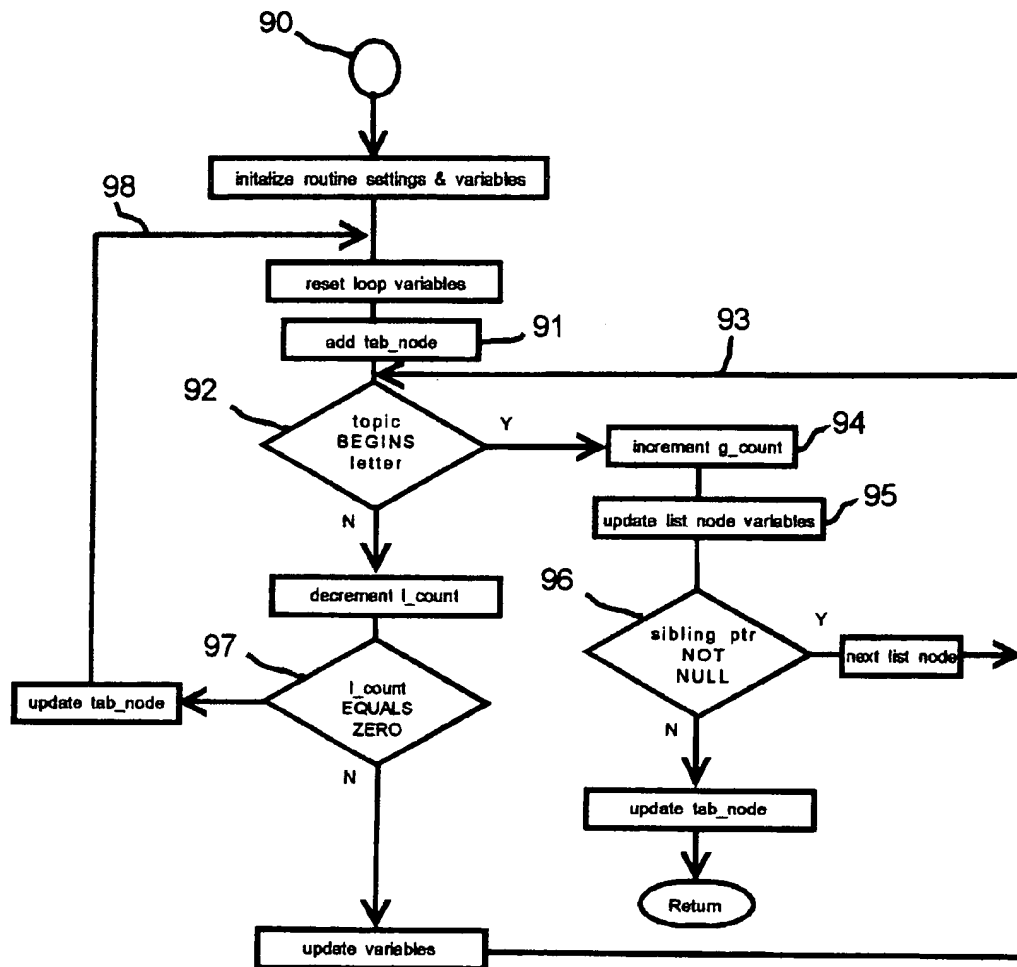 90
initalize routine settings & variables
98
reset loop variables
add tab_node
91
93
92
topic
BEGINS
letter
Y
N
increment g_count
94
update list node variables
95
decrement l_count
96
sibling ptr
NOT
NULL
Y
next list node
N
97
l_count
EQUALS
ZERO
update tab_node
N
update tab_node
Return
update variables